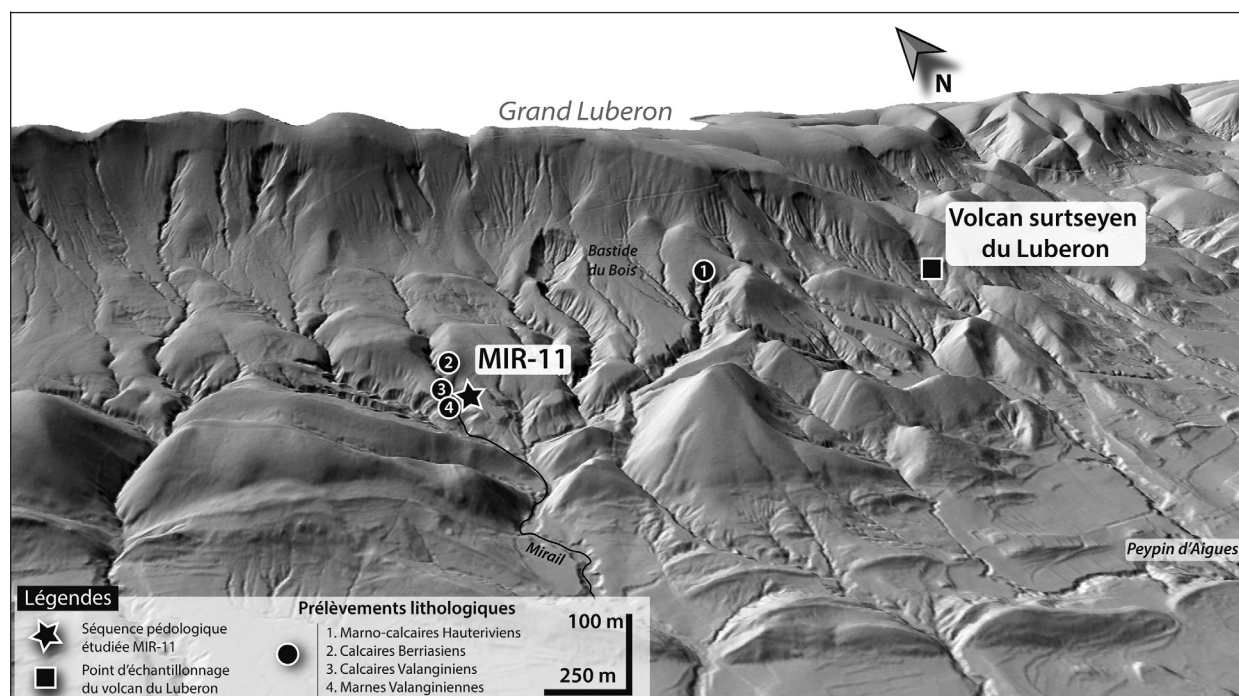 N
Grand Luberon
Volcan surtseyen
du Luberon
Bastide
du Bois
1
2
MIR-11
3
4
Mirail
Peypin d'Aigues
Légendes
Séquence pédologique
étudiée MIR-11
Point d'échantillonnage
du volcan du Luberon
Prélèvements lithologiques
1. Marno-calcaires Hauteriviens
2. Calcaires Berriasiens
3. Calcaires Valanginiens
4. Marnes Valanginiennes
100 m
250 m